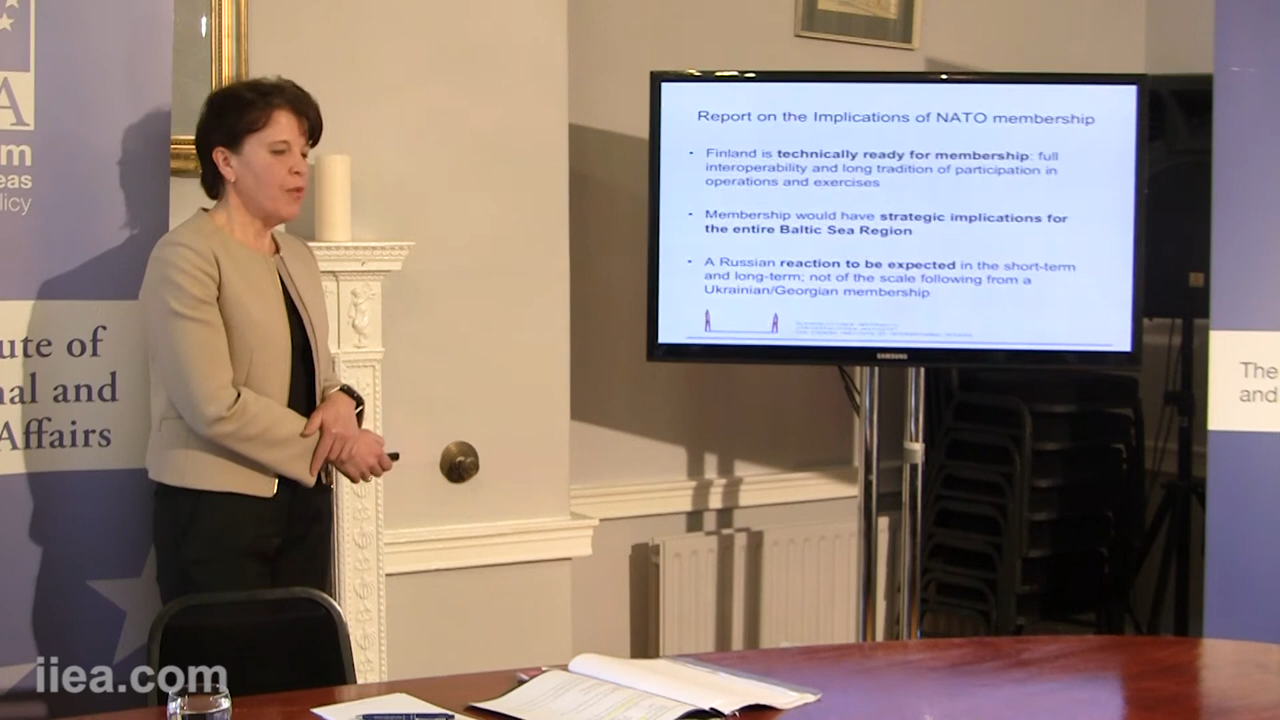 A
m
eas
licy
ute of
nal and
Affairs
iiea.com
Report on the Implications of NATO membership
- Finland is technically ready for membership: full
interoperability and long tradition of participation in
operations and exercises
- Membership would have strategic implications for
the entire Baltic Sea Region
- A Russian reaction to be expected in the short-term
and long-term; not of the scale following from a
Ukrainian/Georgian membership
SAMSUNG
The
and